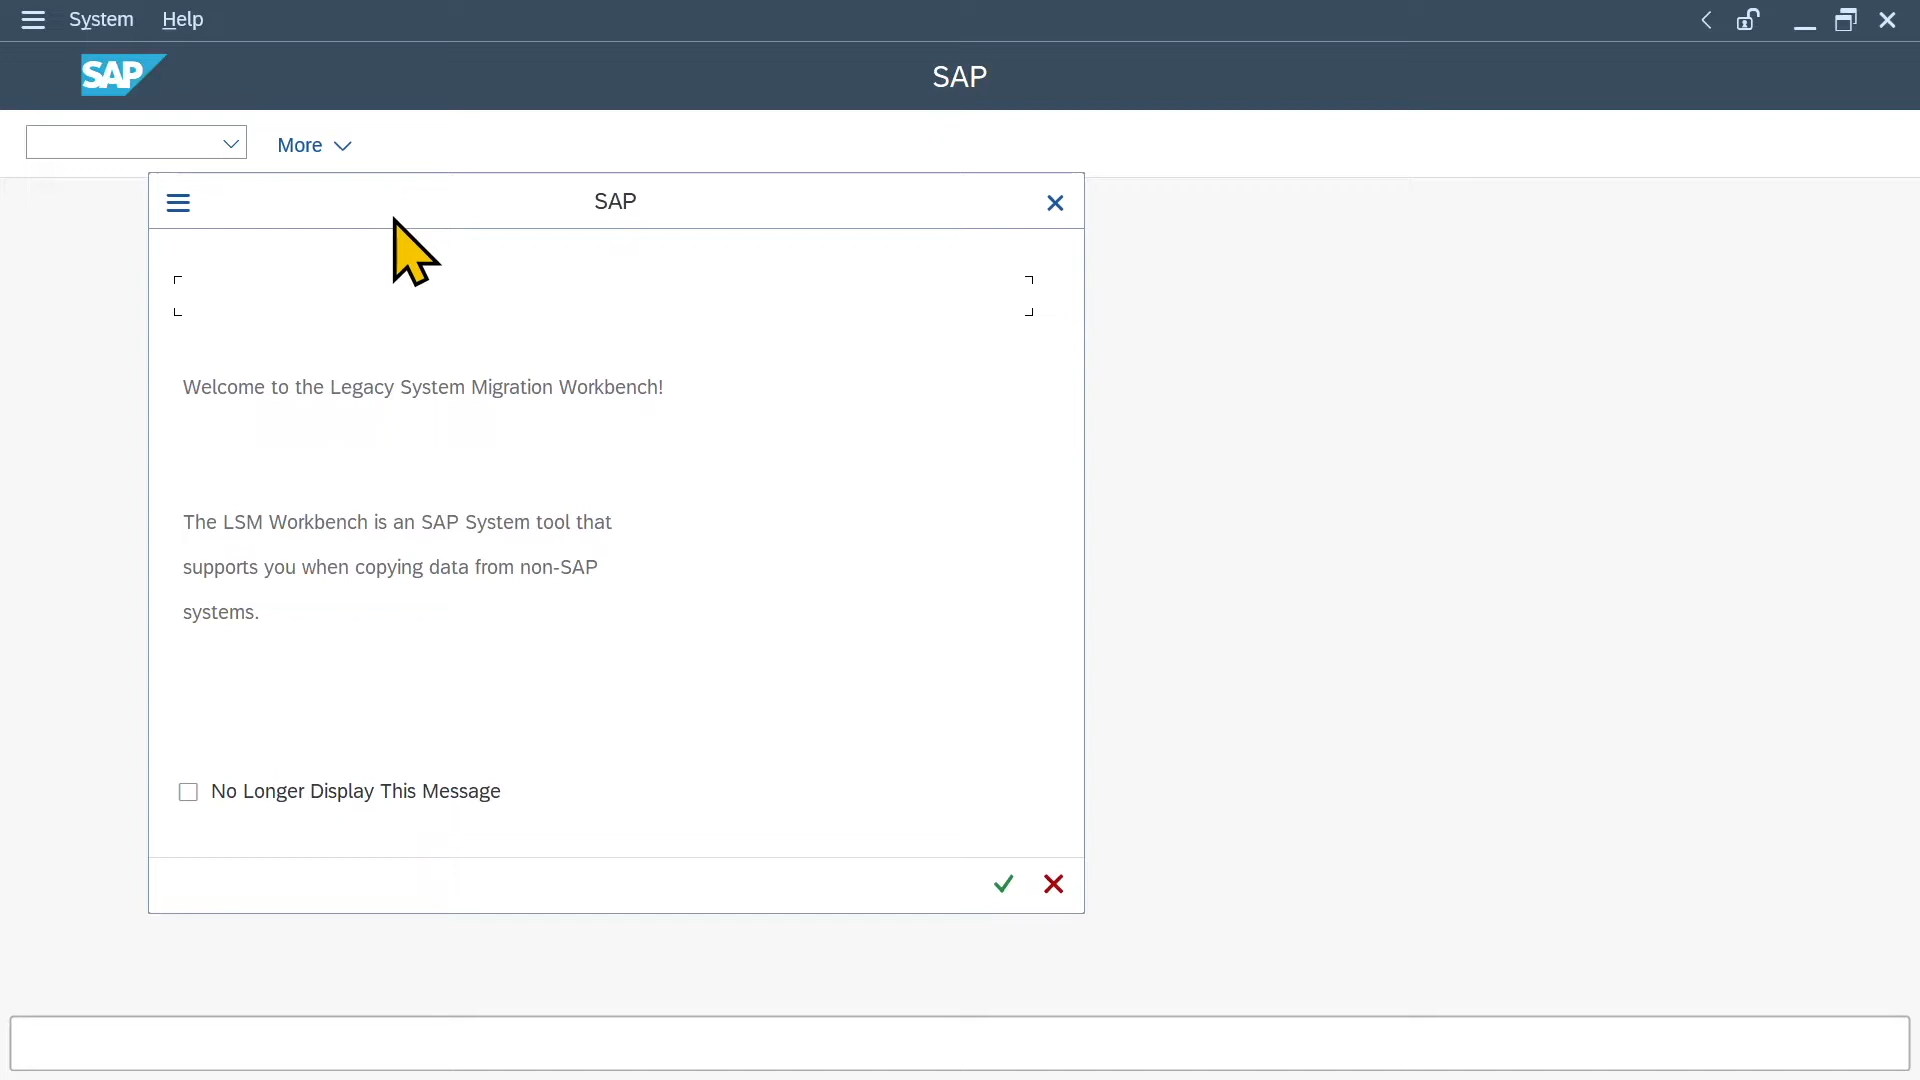 System Help
SAP
SAP
More
SAP
Welcome to the Legacy System Migration Workbench!
The LSM Workbench is an SAP System tool that
supports you when copying data from non-SAP
systems.
No Longer Display This Message